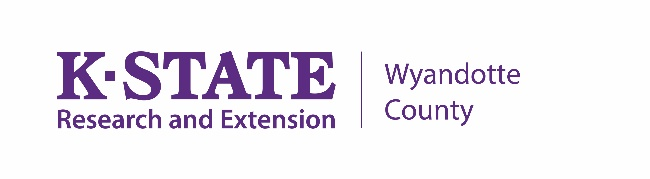 K-STATE
Research and Extension
Wyandotte
County